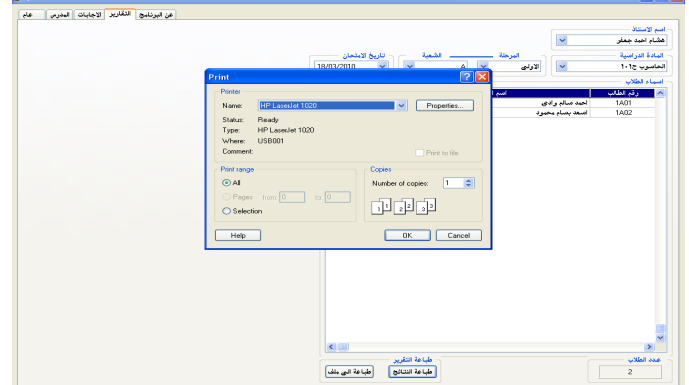 عام المدرس الاجابات التقارير عن البرنامج
اسم الاستاذ
هشام احمد جعفر
المادة الدراسية المرحلة الشعبة تاريخ الامتحان
الحاسوب ح١٠٢ الاولى A 18/03/2010
اسماء الطلاب
رقم الطالب اسم
1A01 احمد سالم وادي
1A02 اسعد بسام محمود
Print
Printer
Name: HP LaserJet 1020 Properties...
Status: Ready
Type: HP LaserJet 1020
Where: USB001
Comment: Print to file
Print range Copies
All Number of copies: 1
Pages from: 0 to: 0
Selection 1 1 2 2 3 3
Help OK Cancel
عدد الطلاب طباعة التقرير
2 طباعة النتائج طباعة الى ملف